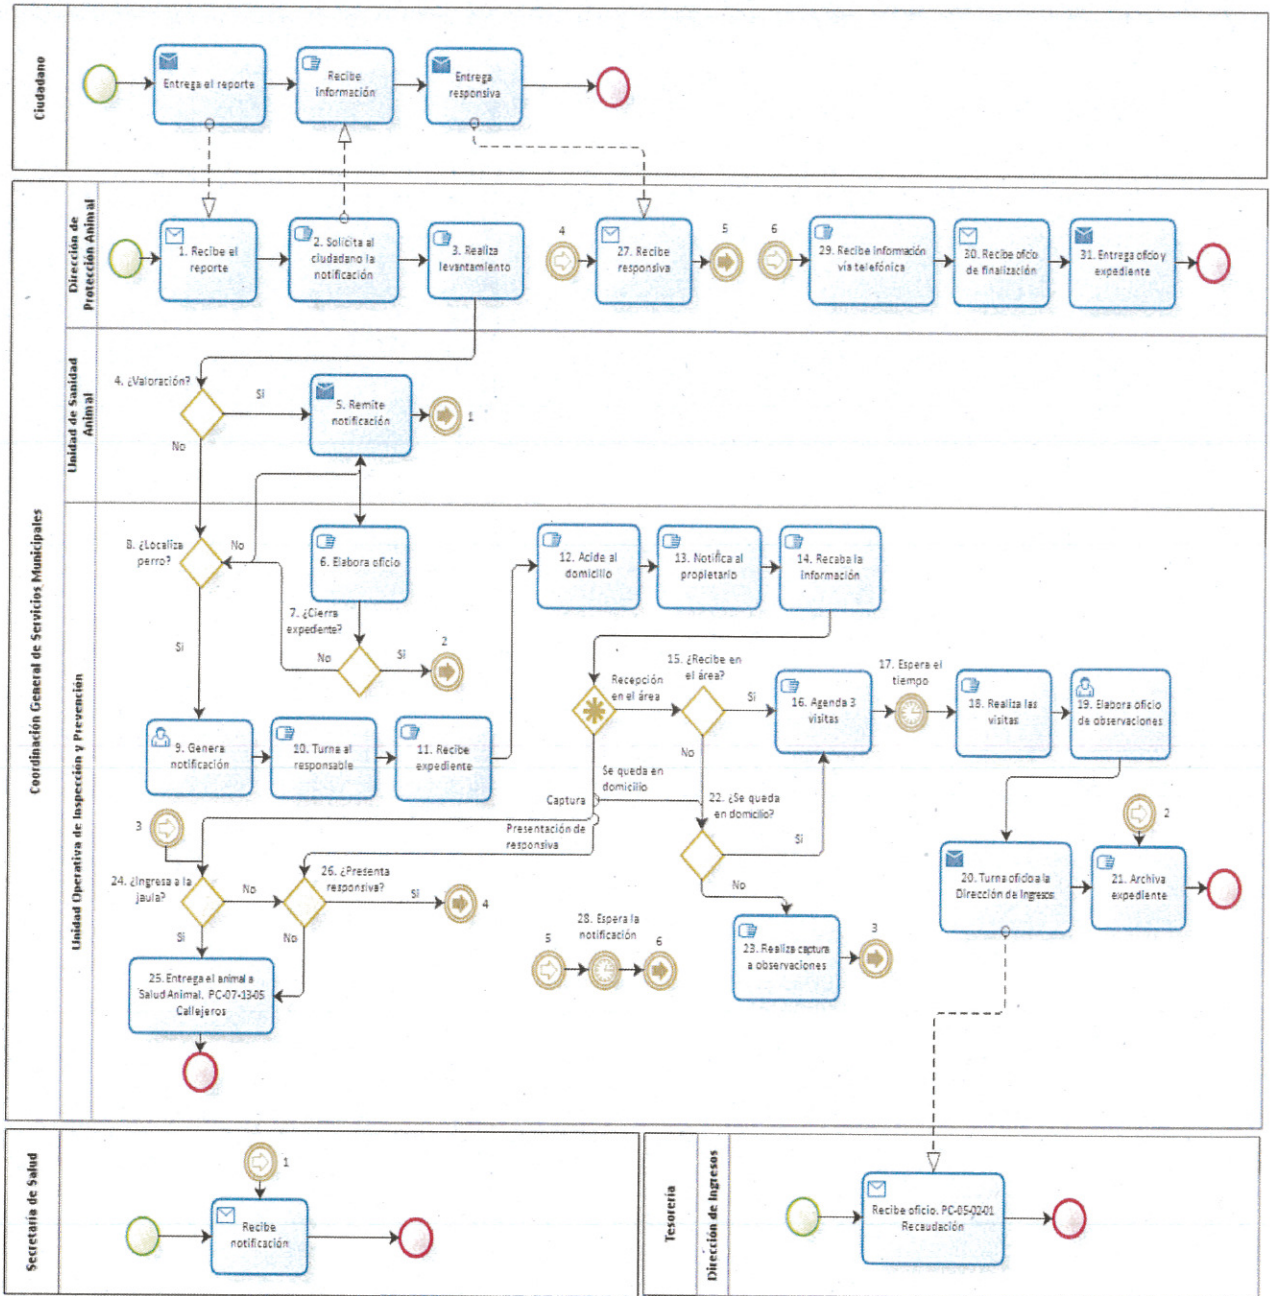 Ciudadano
Entrega el reporte
Recibe
información
Entrega
responsiva
Coordinación General de Servicios Municipales
Dirección de
Protección Animal
1. Recibe el
reporte
2. Solicita al
ciudadano la
notificación
3. Realiza
levantamiento
4
27. Recibe
responsiva
5
6
29. Recibe información
vía telefónica
30. Recibe oficio
de finalización
31. Entrega oficio y
expediente
Unidad de Sanidad
Animal
4. ¿Valoración?
Si
No
5. Remite
notificación
1
Unidad Operativa de Inspección y Prevención
8. ¿Localiza
perro?
No
Si
6. Elabora oficio
7. ¿Cierra
expediente?
No
Si
2
9. Genera
notificación
10. Turna al
responsable
11. Recibe
expediente
12. Acide al
domicilio
13. Notifica al
propietario
14. Recaba la
información
Recepción
en el área
15. ¿Recibe en
el área?
Si
No
16. Agenda 3
visitas
17. Espera el
tiempo
18. Realiza las
visitas
19. Elabora oficio
de observaciones
Captura
Se queda en
domicilio
Presentación de
responsiva
22. ¿Se queda
en domicilio?
Si
No
3
24. ¿Ingresa a la
jaula?
No
Si
26. ¿Presenta
responsiva?
Si
No
4
25. Entrega el animal a
Salud Animal. PC-07-13-05
Callejeros
5
28. Espera la
notificación
6
23. Realiza captura
a observaciones
3
20. Turna oficio a la
Dirección de Ingresos
2
21. Archiva
expediente
Secretaría de Salud
1
Recibe
notificación
Tesorería
Dirección de Ingresos
Recibe oficio. PC-05-02-01
Recaudación